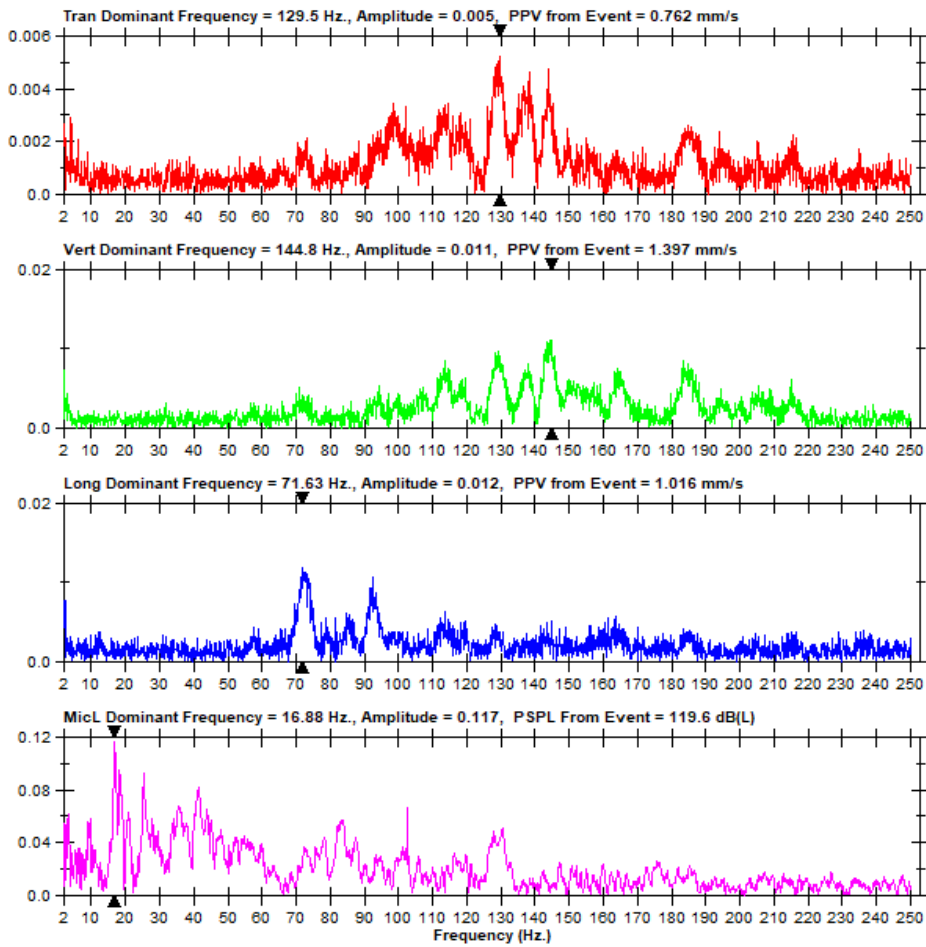 Tran Dominant Frequency = 129.5 Hz., Amplitude = 0.005, PPV from Event = 0.762 mm/s
0.006
0.004
0.002
0.0
2 10 20 30 40 50 60 70 80 90 100 110 120 130 140 150 160 170 180 190 200 210 220 230 240 250
Vert Dominant Frequency = 144.8 Hz., Amplitude = 0.011, PPV from Event = 1.397 mm/s
0.02
0.0
2 10 20 30 40 50 60 70 80 90 100 110 120 130 140 150 160 170 180 190 200 210 220 230 240 250
Long Dominant Frequency = 71.63 Hz., Amplitude = 0.012, PPV from Event = 1.016 mm/s
0.02
0.0
2 10 20 30 40 50 60 70 80 90 100 110 120 130 140 150 160 170 180 190 200 210 220 230 240 250
MicL Dominant Frequency = 16.88 Hz., Amplitude = 0.117, PSPL From Event = 119.6 dB(L)
0.12
0.08
0.04
0.0
2 10 20 30 40 50 60 70 80 90 100 110 120 130 140 150 160 170 180 190 200 210 220 230 240 250
Frequency (Hz.)